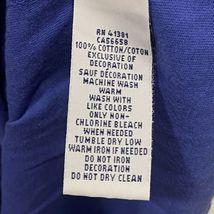 RN 41381
CA56658
100% COTTON/COTON
EXCLUSIVE OF
DECORATION
SAUF DÉCORATION
MACHINE WASH
WARM
WASH WITH
LIKE COLORS
ONLY NON-
CHLORINE BLEACH
WHEN NEEDED
TUMBLE DRY LOW
WARM IRON IF NEEDED
DO NOT IRON
DECORATION
DO NOT DRY CLEAN